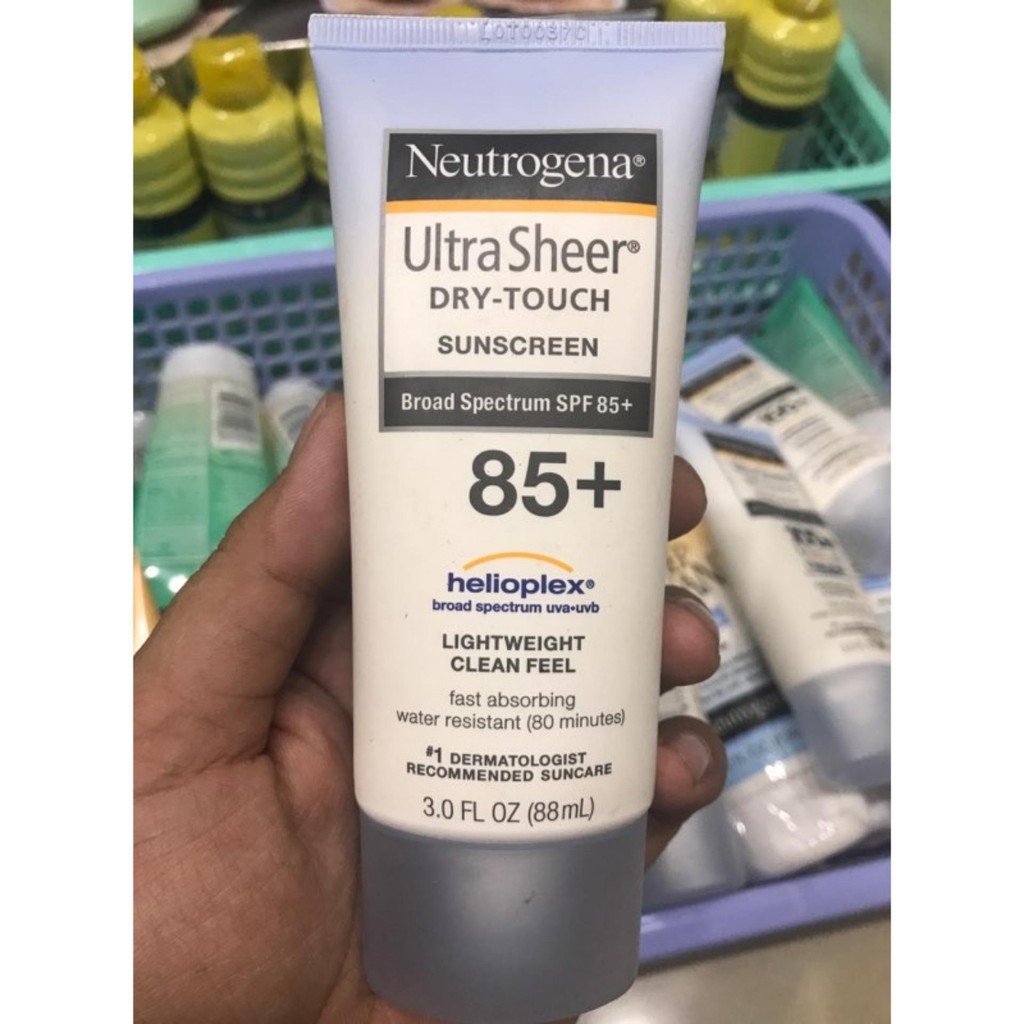 LOT0037C
Neutrogena®
Ultra Sheer®
DRY-TOUCH
SUNSCREEN
Broad Spectrum SPF 85+
85+
helioplex®
broad spectrum uva•uvb
LIGHTWEIGHT
CLEAN FEEL
fast absorbing
water resistant (80 minutes)
#1 DERMATOLOGIST
RECOMMENDED SUNCARE
3.0 FL OZ (88mL)